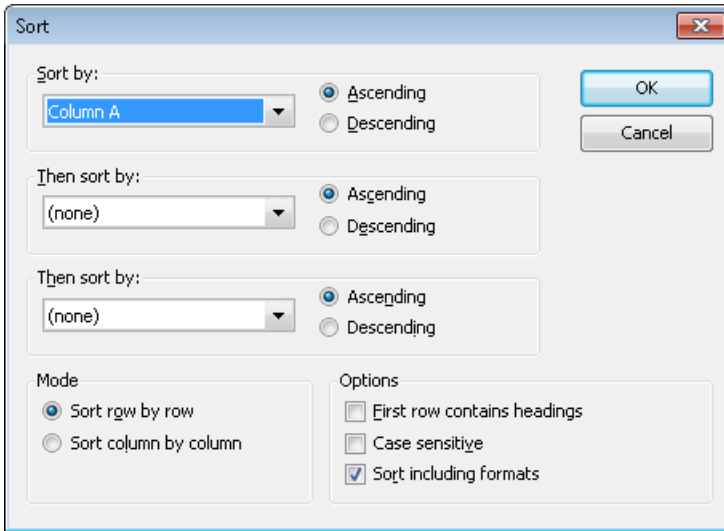 Sort
Sort by:
Column A
Ascending
Descending
OK
Cancel
Then sort by:
(none)
Ascending
Descending
Then sort by:
(none)
Ascending
Descending
Mode
Sort row by row
Sort column by column
Options
First row contains headings
Case sensitive
Sort including formats